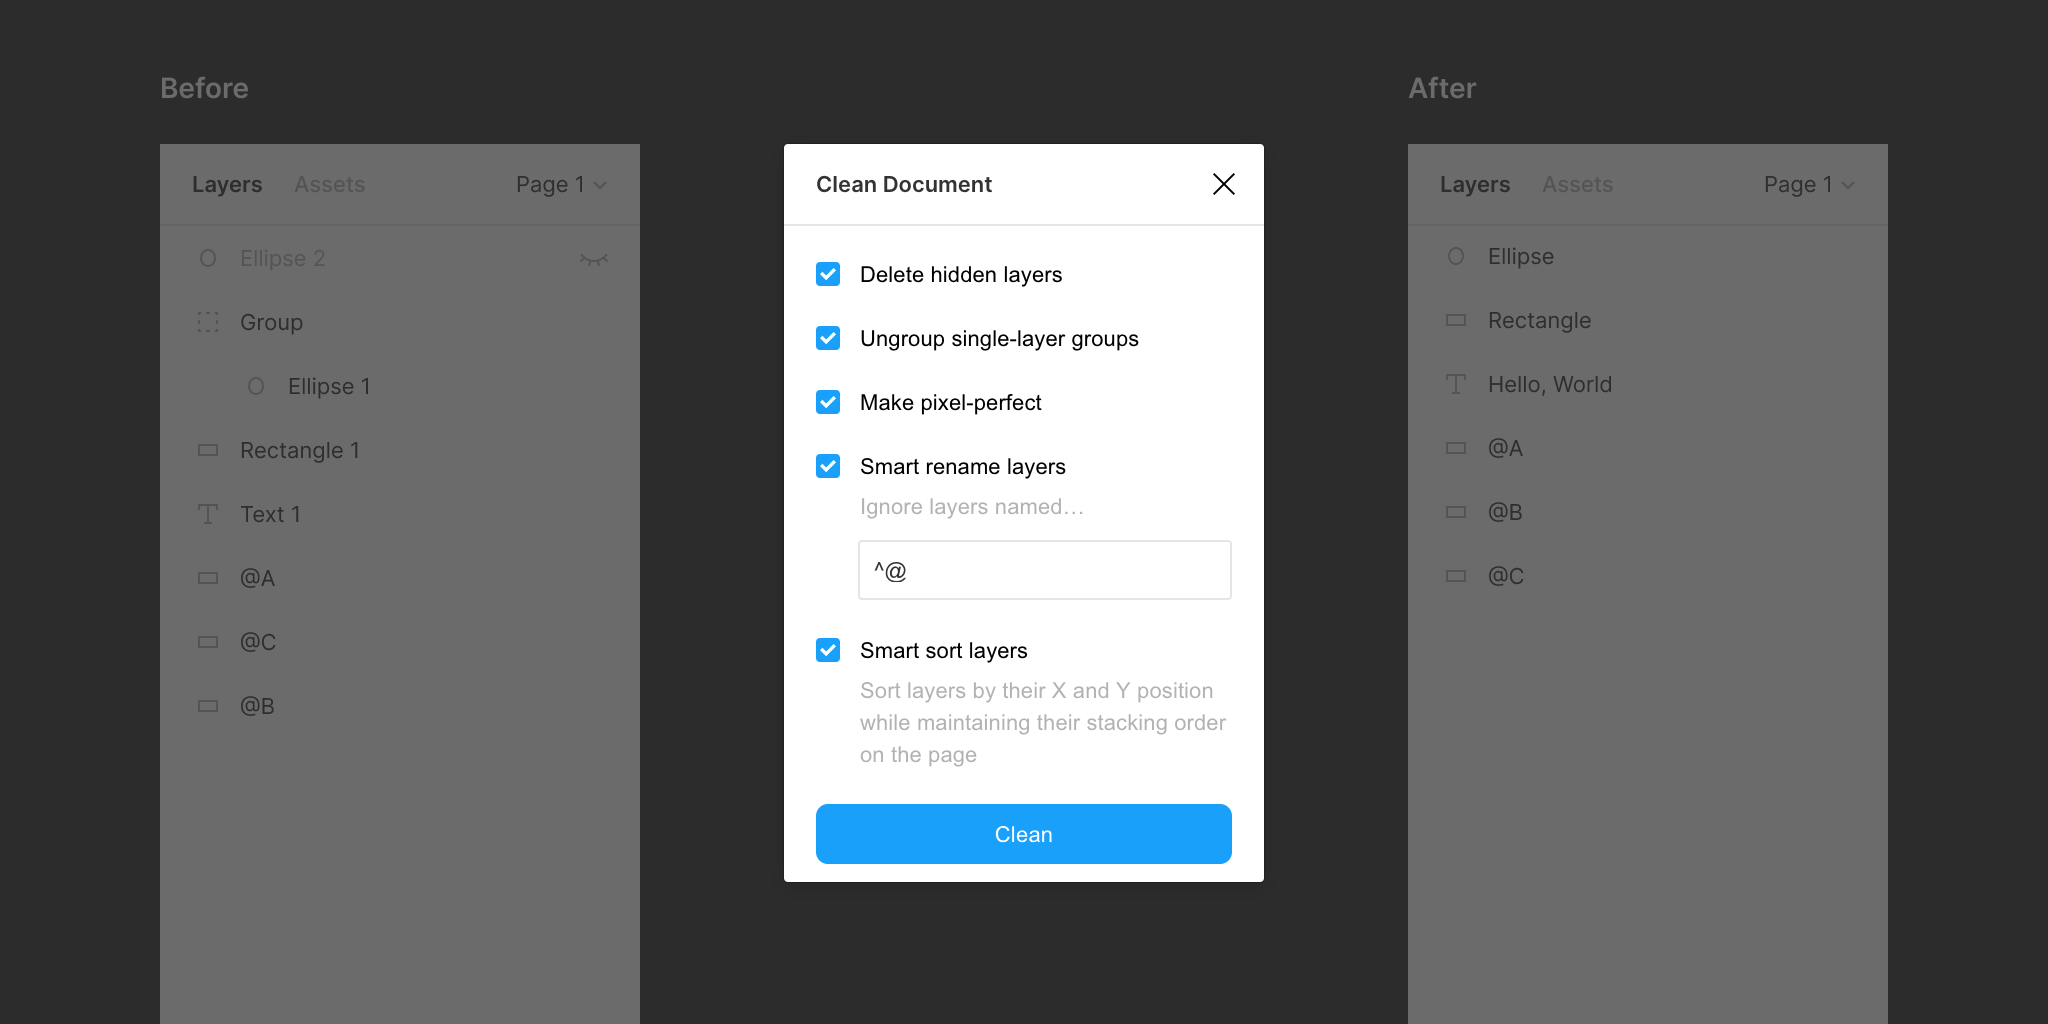 Before
Layers Assets Page 1
Ellipse 2
Group
Ellipse 1
Rectangle 1
Text 1
@A
@C
@B
Clean Document
Delete hidden layers
Ungroup single-layer groups
Make pixel-perfect
Smart rename layers
Ignore layers named…
^@
Smart sort layers
Sort layers by their X and Y position
while maintaining their stacking order
on the page
Clean
After
Layers Assets Page 1
Ellipse
Rectangle
Hello, World
@A
@B
@C